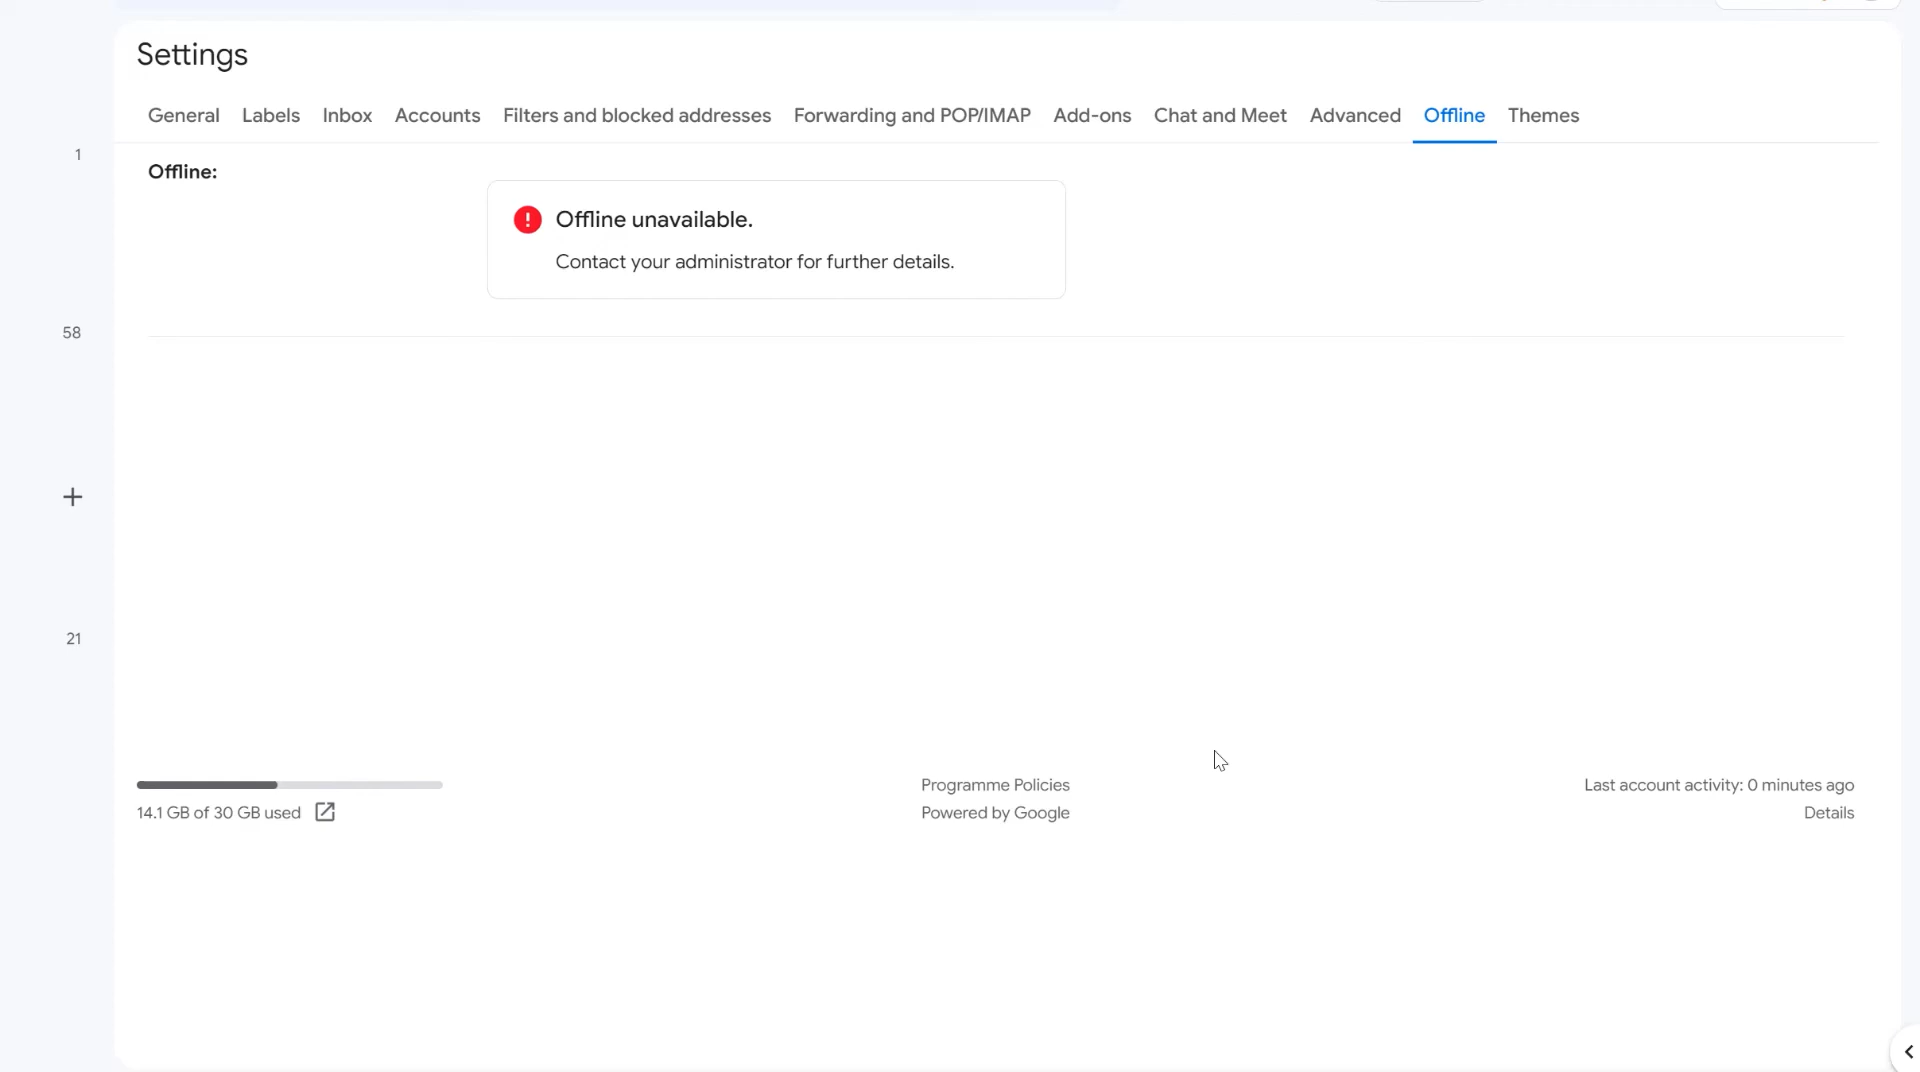 Settings
General Labels Inbox Accounts Filters and blocked addresses Forwarding and POP/IMAP Add-ons Chat and Meet Advanced Offline Themes
1
Offline:
Offline unavailable.
Contact your administrator for further details.
58
21
Programme Policies Last account activity: 0 minutes ago
14.1 GB of 30 GB used Powered by Google Details